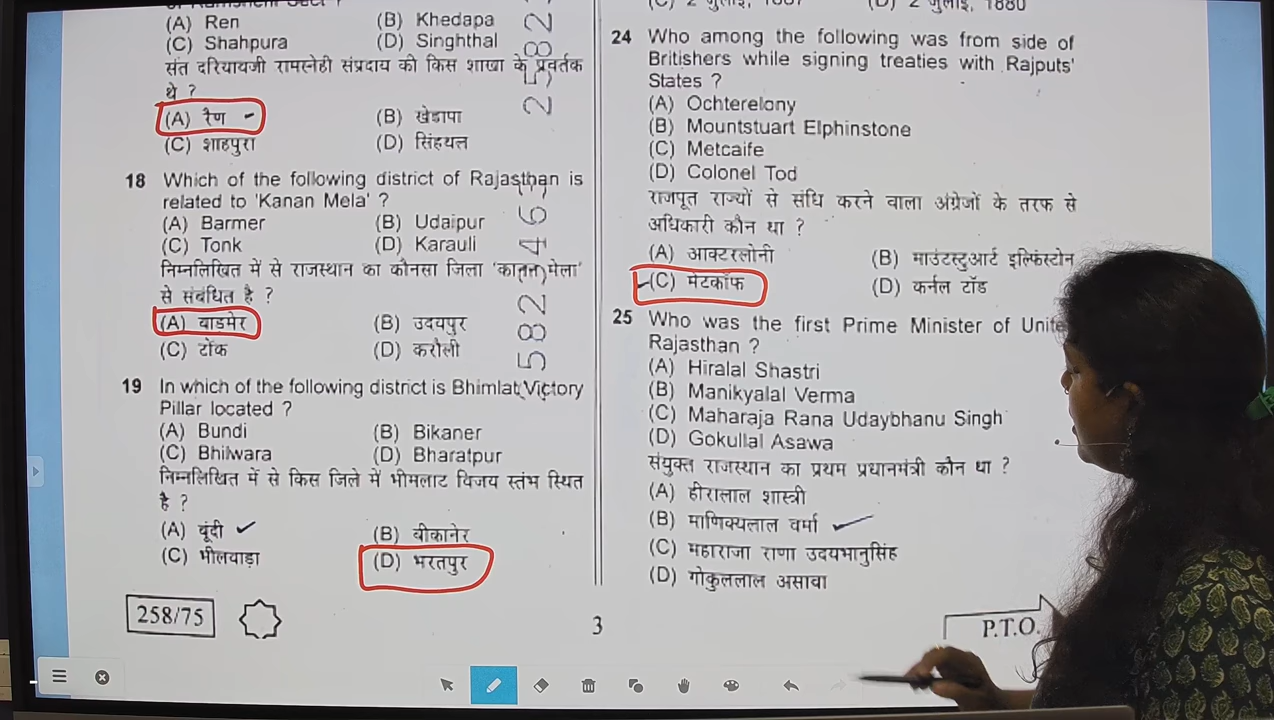 (A) Ren (B) Khedapa
(C) Shahpura (D) Singhthal
संत दरियायजी रामस्नेही संप्रदाय की किस शाखा के प्रवर्तक
थे ?
(A) रैण (B) खेडापा
(C) शाहपुरा (D) सिंहथल
18 Which of the following district of Rajasthan is
related to 'Kanan Mela' ?
(A) Barmer (B) Udaipur
(C) Tonk (D) Karauli
निम्नलिखित में से राजस्थान का कौनसा जिला 'कानन मेला'
से संबंधित है ?
(A) बाडमेर (B) उदयपुर
(C) टोंक (D) करौली
19 In which of the following district is Bhimlat Victory
Pillar located ?
(A) Bundi (B) Bikaner
(C) Bhilwara (D) Bharatpur
निम्नलिखित में से किस जिले में भीमलाट विजय स्तंभ स्थित
है ?
(A) बूंदी (B) बीकानेर
(C) भीलवाड़ा (D) भरतपुर
258/75
3
(C) 2 जुलाई, (D) 2 जुलाई, 1880
24 Who among the following was from side of
Britishers while signing treaties with Rajputs'
States ?
(A) Ochterelony
(B) Mountstuart Elphinstone
(C) Metcaife
(D) Colonel Tod
राजपूत राज्यों से संधि करने वाला अंग्रेजों के तरफ से
अधिकारी कौन था ?
(A) आक्टरलोनी (B) माउंटस्टुआर्ट इल्फिंस्टोन
(C) मेटकॉफ (D) कर्नल टॉड
25 Who was the first Prime Minister of Unite
Rajasthan ?
(A) Hiralal Shastri
(B) Manikyalal Verma
(C) Maharaja Rana Udaybhanu Singh
(D) Gokullal Asawa
संयुक्त राजस्थान का प्रथम प्रधानमंत्री कौन था ?
(A) हीरालाल शास्त्री
(B) माणिक्यलाल वर्मा
(C) महाराजा राणा उदयभानुसिंह
(D) गोकुललाल असावा
P.T.O.